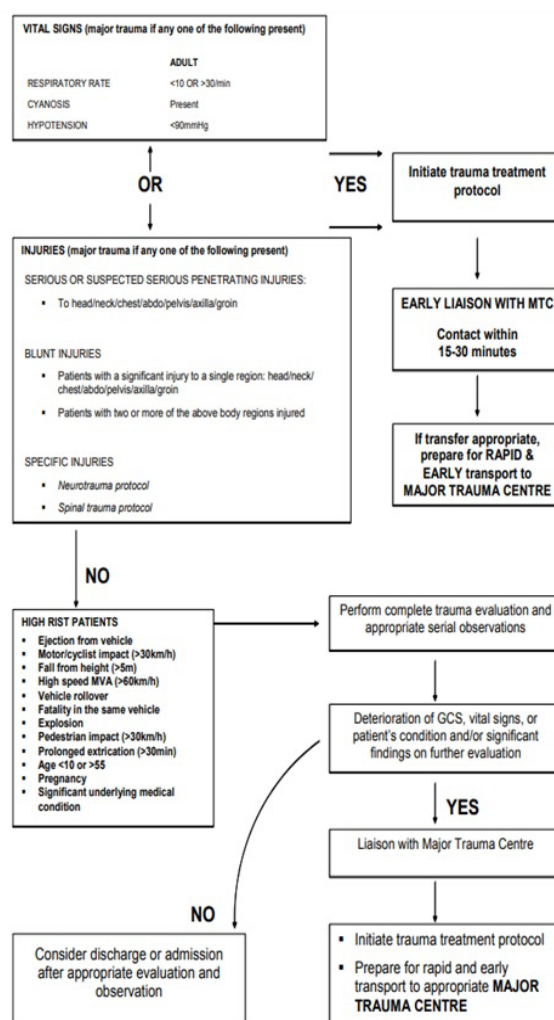 VITAL SIGNS (major trauma if any one of the following present)
ADULT
RESPIRATORY RATE <10 OR >30/min
CYANOSIS Present
HYPOTENSION <90mmHg
OR
YES
Initiate trauma treatment
protocol
INJURIES (major trauma if any one of the following present)
SERIOUS OR SUSPECTED SERIOUS PENETRATING INJURIES:
▪ To head/neck/chest/abdo/pelvis/axilla/groin
BLUNT INJURIES
▪ Patients with a significant injury to a single region: head/neck/
chest/abdo/pelvis/axilla/groin
▪ Patients with two or more of the above body regions injured
SPECIFIC INJURIES
▪ Neurotrauma protocol
▪ Spinal trauma protocol
EARLY LIAISON WITH MTC
Contact within
15-30 minutes
If transfer appropriate,
prepare for RAPID &
EARLY transport to
MAJOR TRAUMA CENTRE
NO
HIGH RIST PATIENTS
▪ Ejection from vehicle
▪ Motor/cyclist impact (>30km/h)
▪ Fall from height (>5m)
▪ High speed MVA (>60km/h)
▪ Vehicle rollover
▪ Fatality in the same vehicle
▪ Explosion
▪ Pedestrian impact (>30km/h)
▪ Prolonged extrication (>30min)
▪ Age <10 or >55
▪ Pregnancy
▪ Significant underlying medical
condition
Perform complete trauma evaluation and
appropriate serial observations
Deterioration of GCS, vital signs, or
patient's condition and/or significant
findings on further evaluation
YES
Liaison with Major Trauma Centre
NO
Consider discharge or admission
after appropriate evaluation and
observation
▪ Initiate trauma treatment protocol
▪ Prepare for rapid and early
transport to appropriate MAJOR
TRAUMA CENTRE